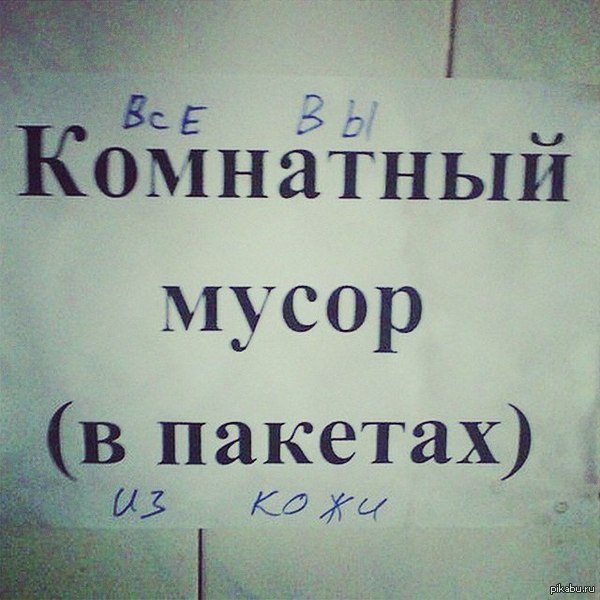 ВсЕ ВЫ
Комнатный
мусор
(в пакетах)
из кожи
pikabu.ru